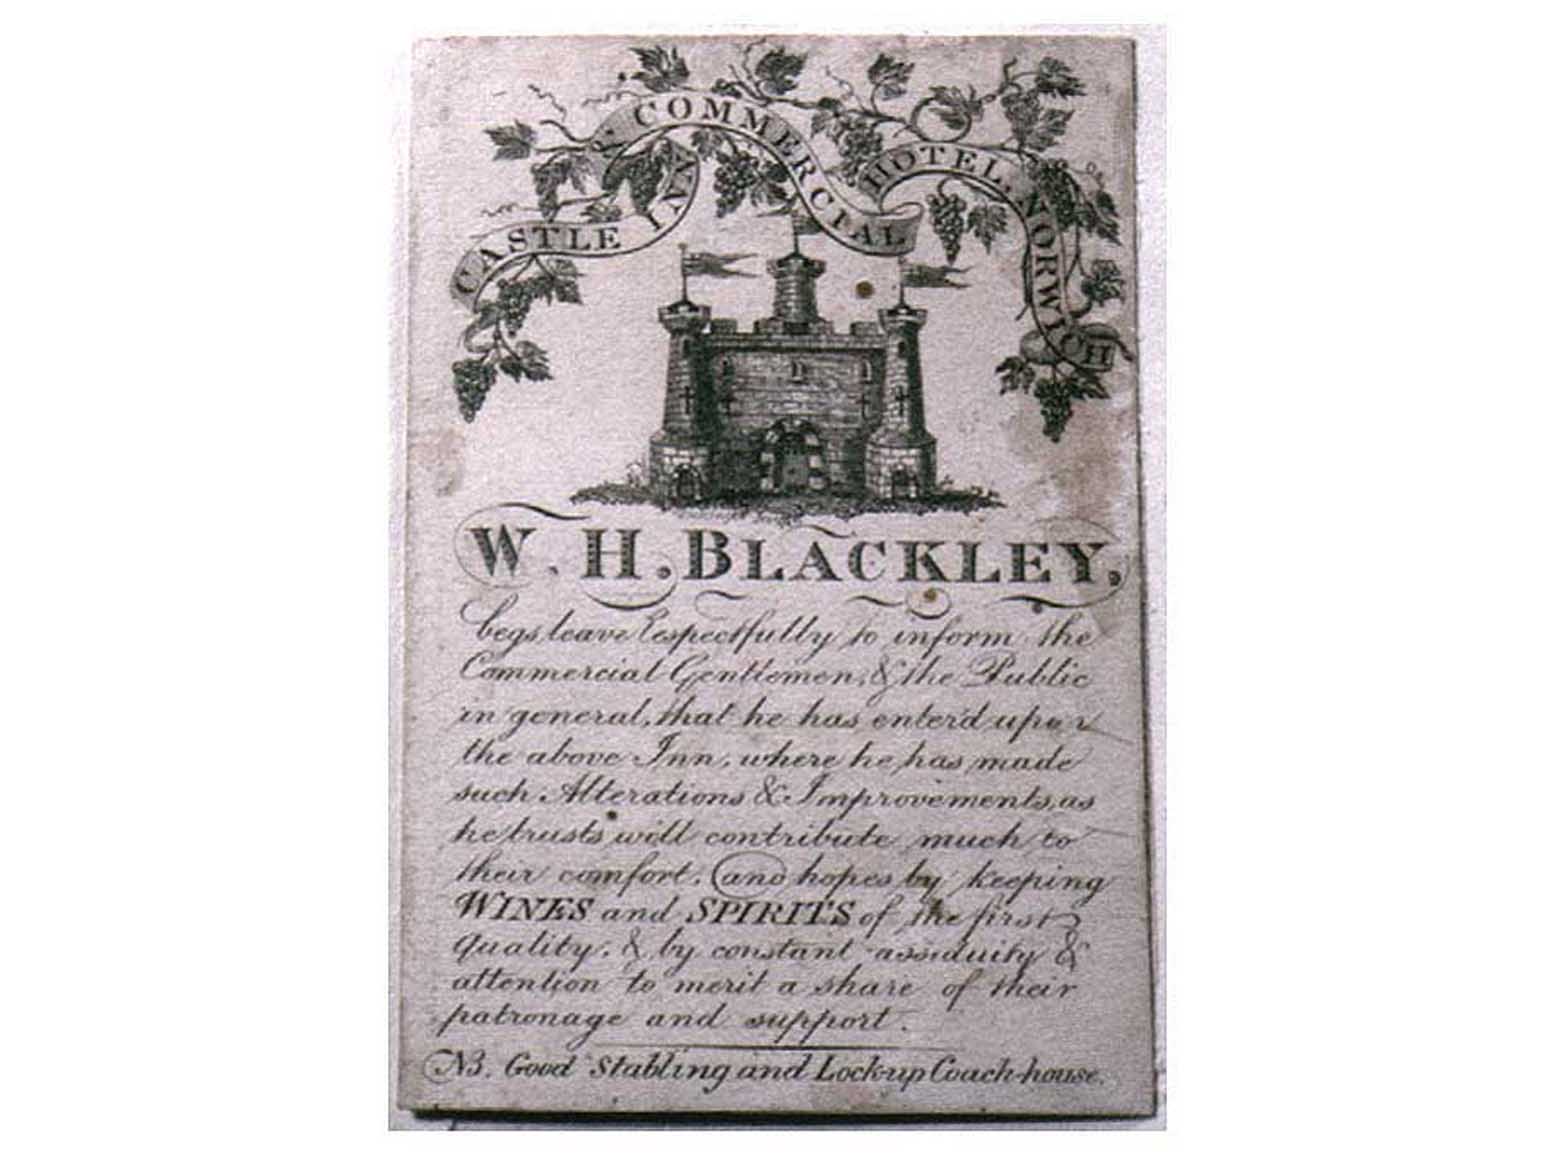 CASTLE INN & COMMERCIAL HOTEL, NORWICH
W. H. BLACKLEY,
begs leave respectfully to inform the
Commercial Gentlemen, & the Public
in general, that he has enter'd upon
the above Inn, where he has made
such Alterations & Improvements, as
he trusts will contribute much to
their comfort, and hopes by keeping
WINES and SPIRITS of the first
quality, & by constant assiduity &
attention to merit a share of their
patronage and support.
NB. Good Stabling and Lock-up Coach-house.